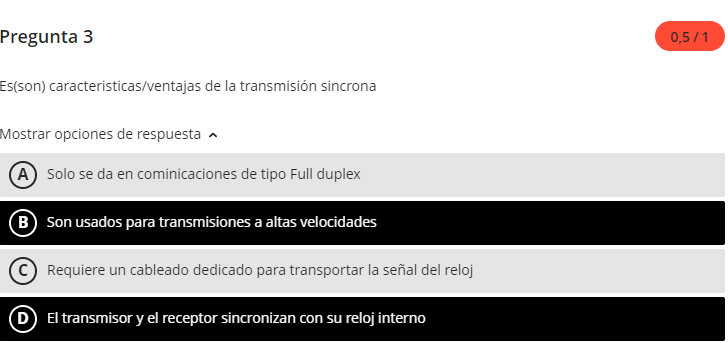 Pregunta 3
0,5 / 1
Es(son) caracteristicas/ventajas de la transmisión sincrona
Mostrar opciones de respuesta
A Solo se da en cominicaciones de tipo Full duplex
B Son usados para transmisiones a altas velocidades
C Requiere un cableado dedicado para transportar la señal del reloj
D El transmisor y el receptor sincronizan con su reloj interno